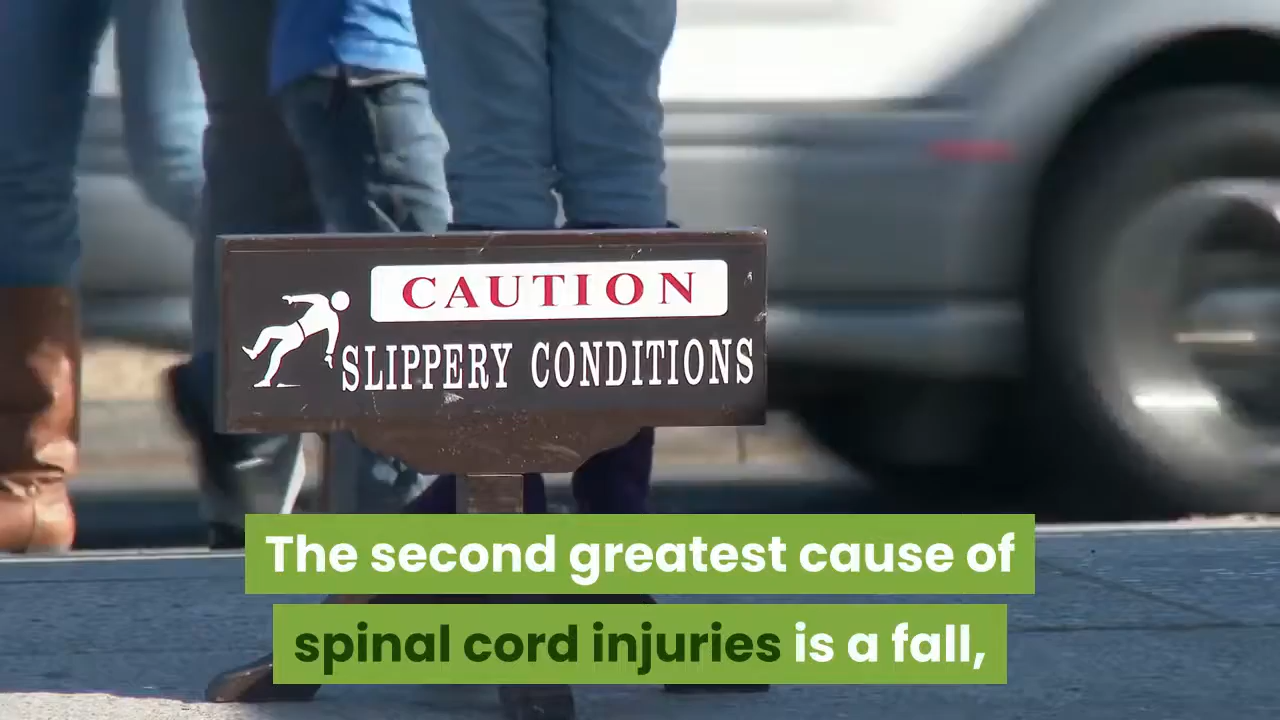 CAUTION
SLIPPERY CONDITIONS
The second greatest cause of
spinal cord injuries is a fall,